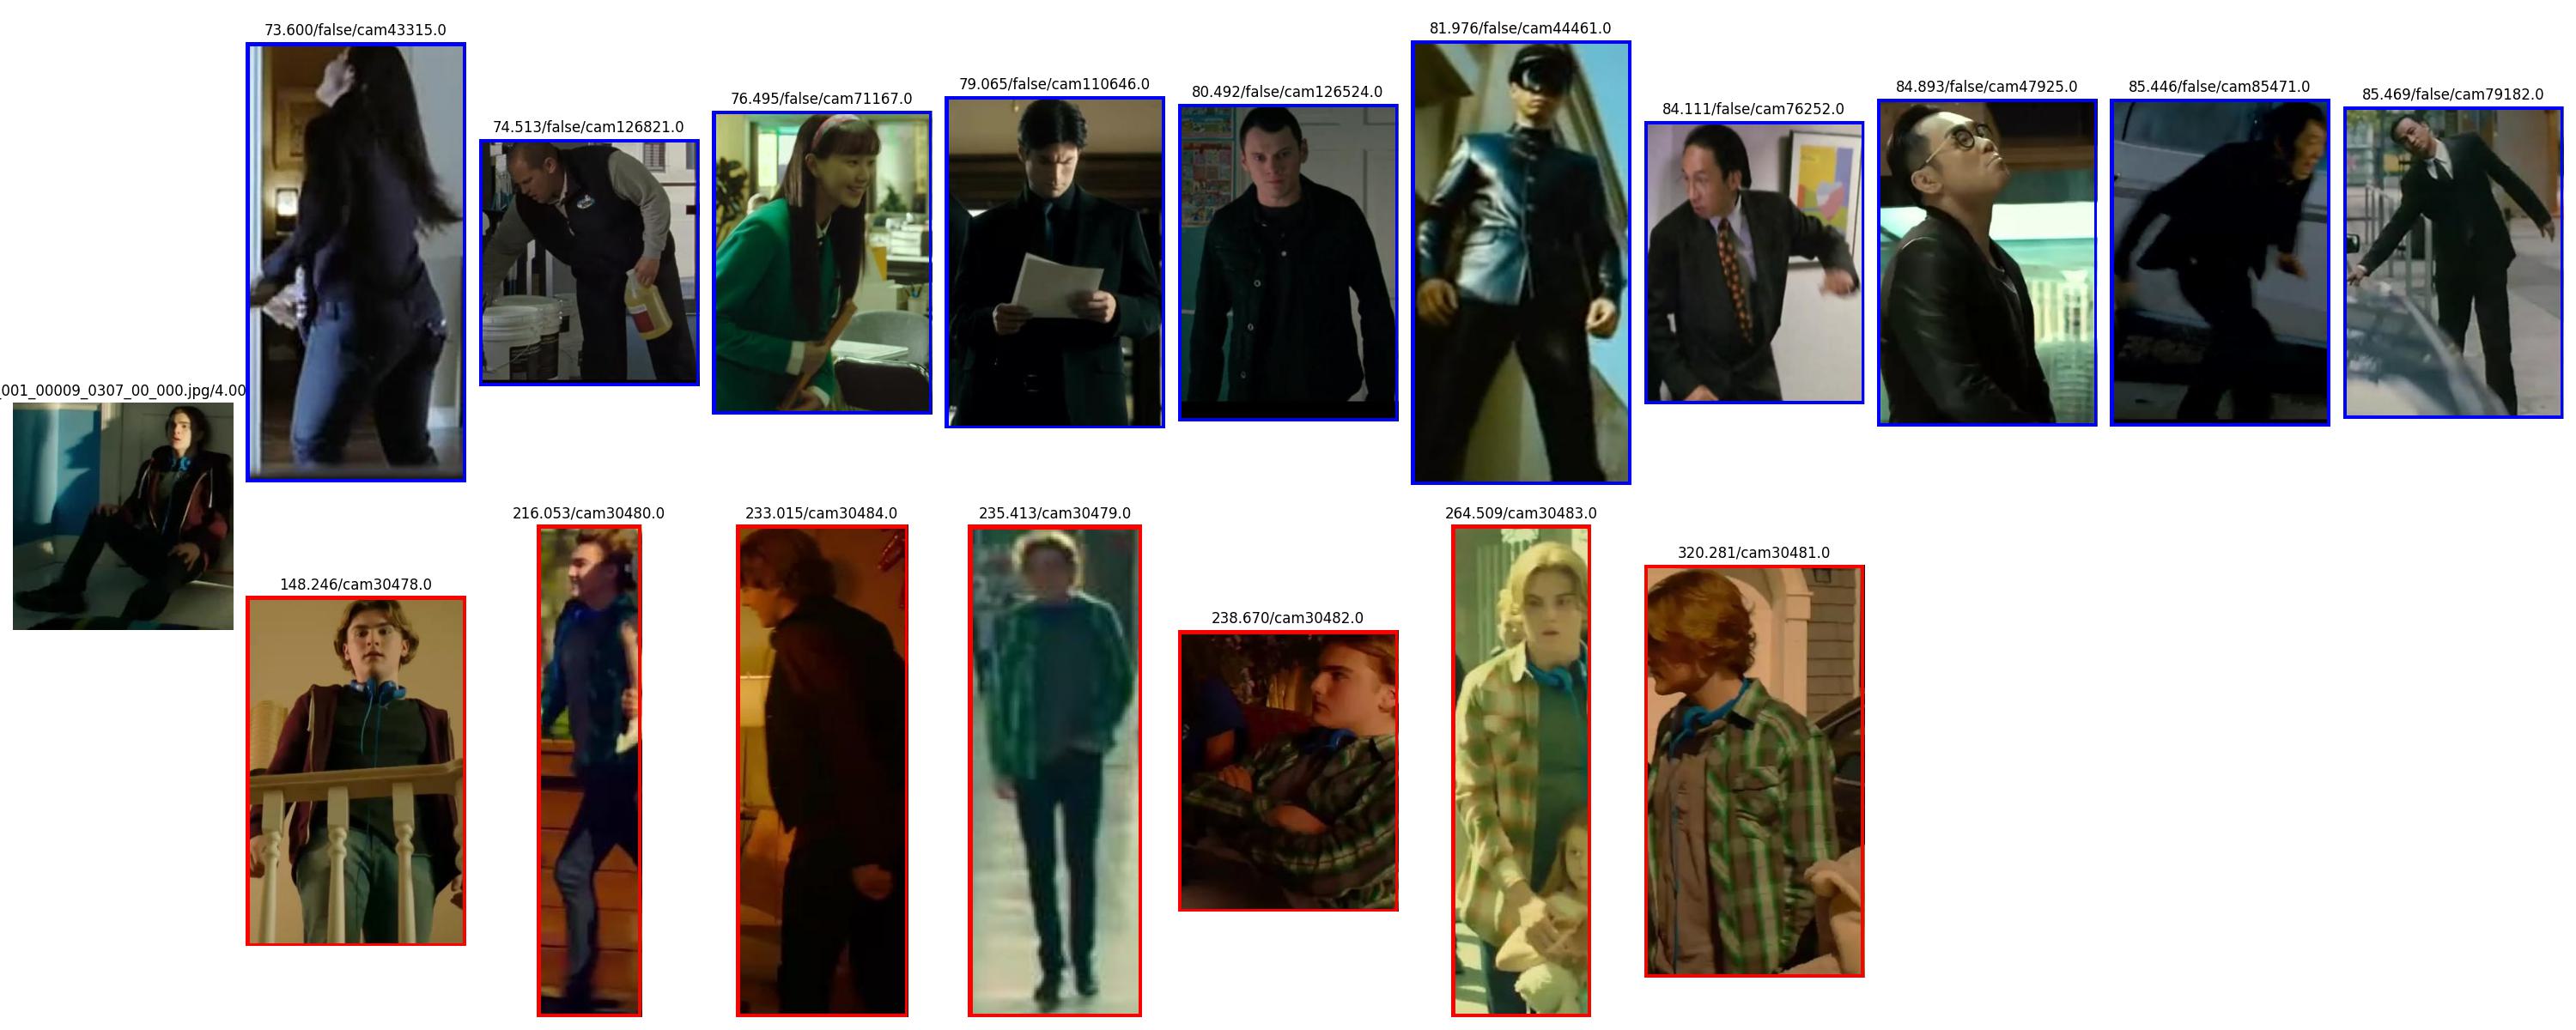 73.600/false/cam43315.0
74.513/false/cam126821.0
76.495/false/cam71167.0
79.065/false/cam110646.0
80.492/false/cam126524.0
81.976/false/cam44461.0
84.111/false/cam76252.0
84.893/false/cam47925.0
85.446/false/cam85471.0
85.469/false/cam79182.0
_001_00009_0307_00_000.jpg/4.00
148.246/cam30478.0
216.053/cam30480.0
233.015/cam30484.0
235.413/cam30479.0
238.670/cam30482.0
264.509/cam30483.0
320.281/cam30481.0